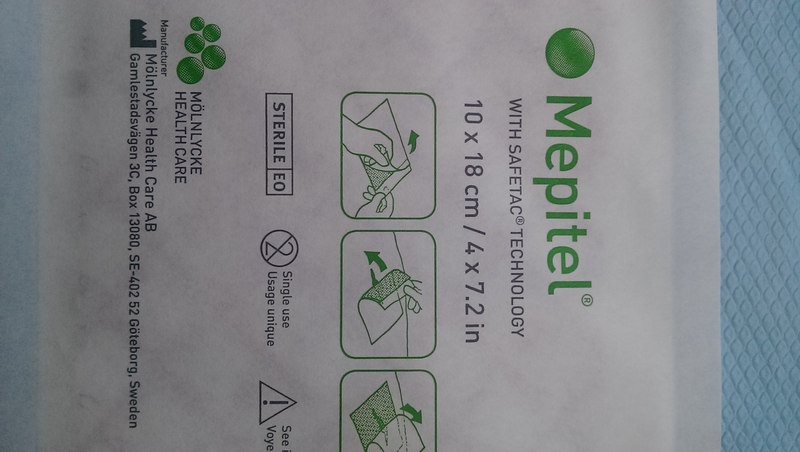 Mepitel®
WITH SAFETAC® TECHNOLOGY
10 x 18 cm / 4 x 7.2 in
STERILE EO
2
Single use
Usage unique
See
Voye
MÖLNLYCKE
HEALTH CARE
Manufacturer
Mölnlycke Health Care AB
Gamlestadsvägen 3C, Box 13080, SE-402 52 Göteborg, Sweden